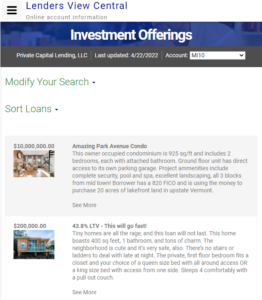 Lenders View Central
Online account information
Investment Offerings
Private Capital Lending, LLC
Last updated: 4/22/2022
Account: MI10
Modify Your Search
Sort Loans
$10,000,000.00
Amazing Park Avenue Condo
This owner occupied condominium is 925 sq/ft and includes 2
bedrooms, each with attached bathroom. Ground floor unit has direct
access to its own parking garage. Project ammenities include
complete security, pool and spa, excellent landscaping, all 3 blocks
from mid town! Borrower has a 820 FICO and is using the money to
purchase 20 acres of lakefront land in upstate Vermont.
See More
$200,000.00
43.8% LTV - This will go fast!
Tiny homes are all the rage, and this loan will not last. This home
boasts 400 sq feet, 1 bathroom, and tons of charm. The
neighborhood is cute and it's very safe, also. There's no stairs or
ladders to deal with late at night. The private, first floor bedroom fits a
closet and your choice of a queen size bed with all around access OR
a king size bed with access from one side. Sleeps 4 comfortably with
a pull out couch.
See More